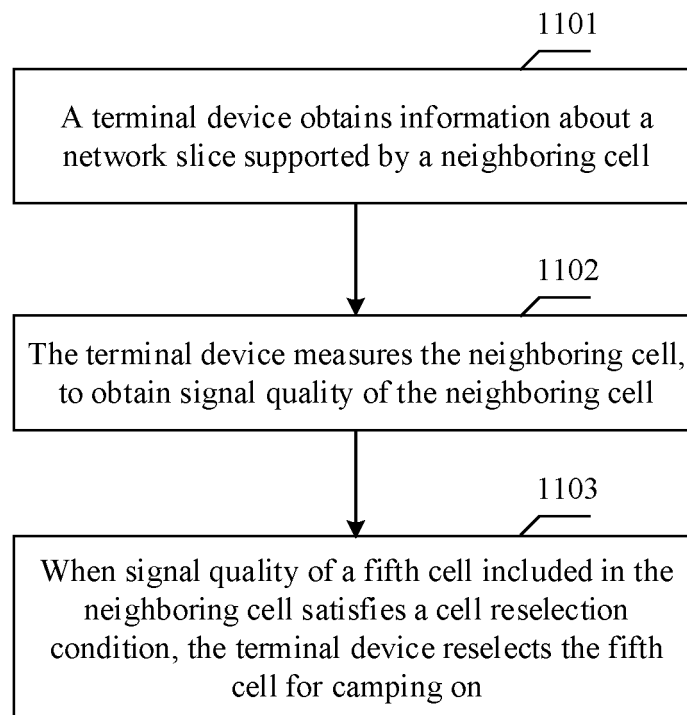 1101
A terminal device obtains information about a
network slice supported by a neighboring cell
1102
The terminal device measures the neighboring cell,
to obtain signal quality of the neighboring cell
1103
When signal quality of a fifth cell included in the
neighboring cell satisfies a cell reselection
condition, the terminal device reselects the fifth
cell for camping on